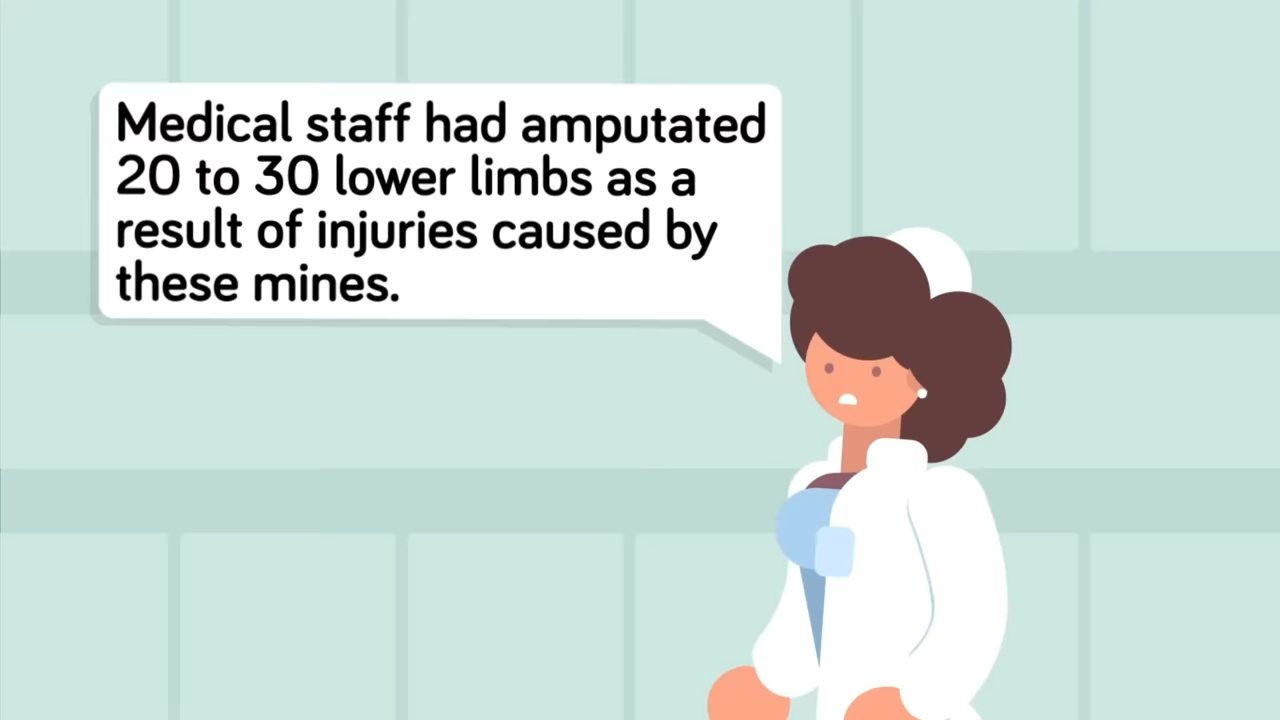 Medical staff had amputated
20 to 30 lower limbs as a
result of injuries caused by
these mines.